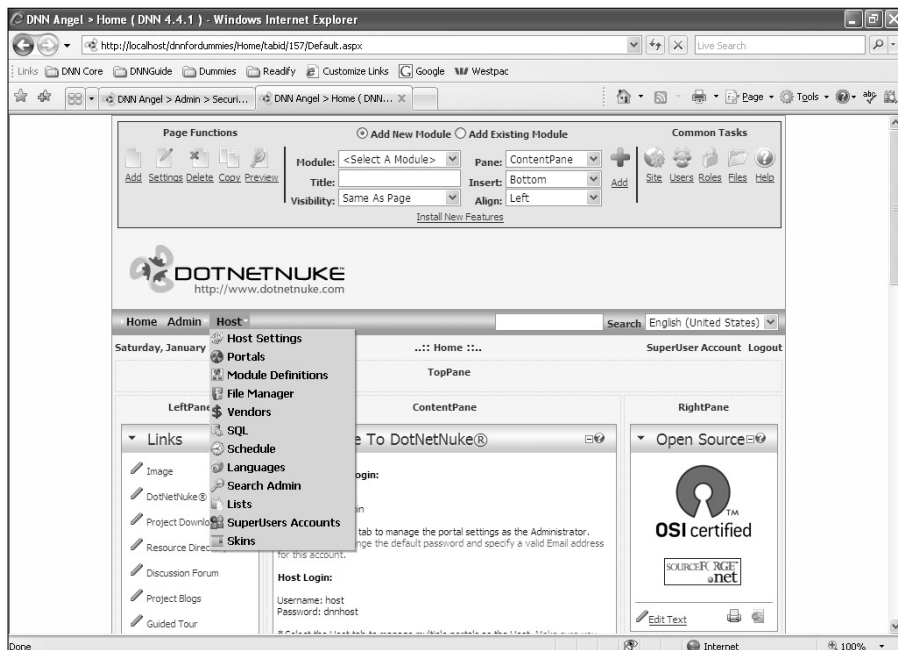 DNN Angel > Home ( DNN 4.4.1 ) - Windows Internet Explorer
http://localhost/dnnfordummies/Home/tabid/157/Default.aspx
Live Search
Links DNN Core DNNGuide Dummies Readify Customize Links Google Westpac
DNN Angel > Admin > Securi... DNN Angel > Home (DNN... Page Tools
Page Functions Add New Module Add Existing Module Common Tasks
Module: <Select A Module> Pane: ContentPane
Add Settings Delete Copy Preview Title: Insert: Bottom Add Site Users Roles Files Help
Visibility: Same As Page Align: Left
Install New Features
DOTNETNUKE
http://www.dotnetnuke.com
Home Admin Host Search English (United States)
Saturday, January ..:: Home ::.. SuperUser Account Logout
Host Settings
Portals
Module Definitions
File Manager
Vendors
SQL
Schedule
Languages
Search Admin
Lists
SuperUsers Accounts
Skins
TopPane
LeftPane ContentPane RightPane
Links
Image
DotNetNuke®
Project Downlo
Resource Direc
Discussion Forum
Project Blogs
Guided Tour
e To DotNetNuke®
ogin:
in
tab to manage the portal settings as the Administrator.
nge the default password and specify a valid Email address
for this account.
Host Login:
Username: host
Password: dnnhost
Open Source
TM
OSI certified
SOURCEFORGE
.net
Edit Text
Done Internet 100%